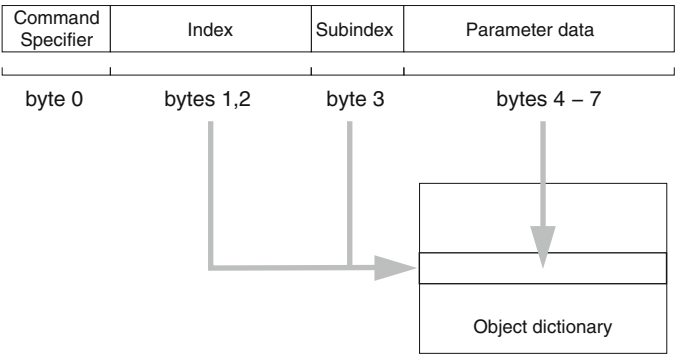 Command
Specifier
Index
Subindex
Parameter data
byte 0
bytes 1,2
byte 3
bytes 4 – 7
Object dictionary